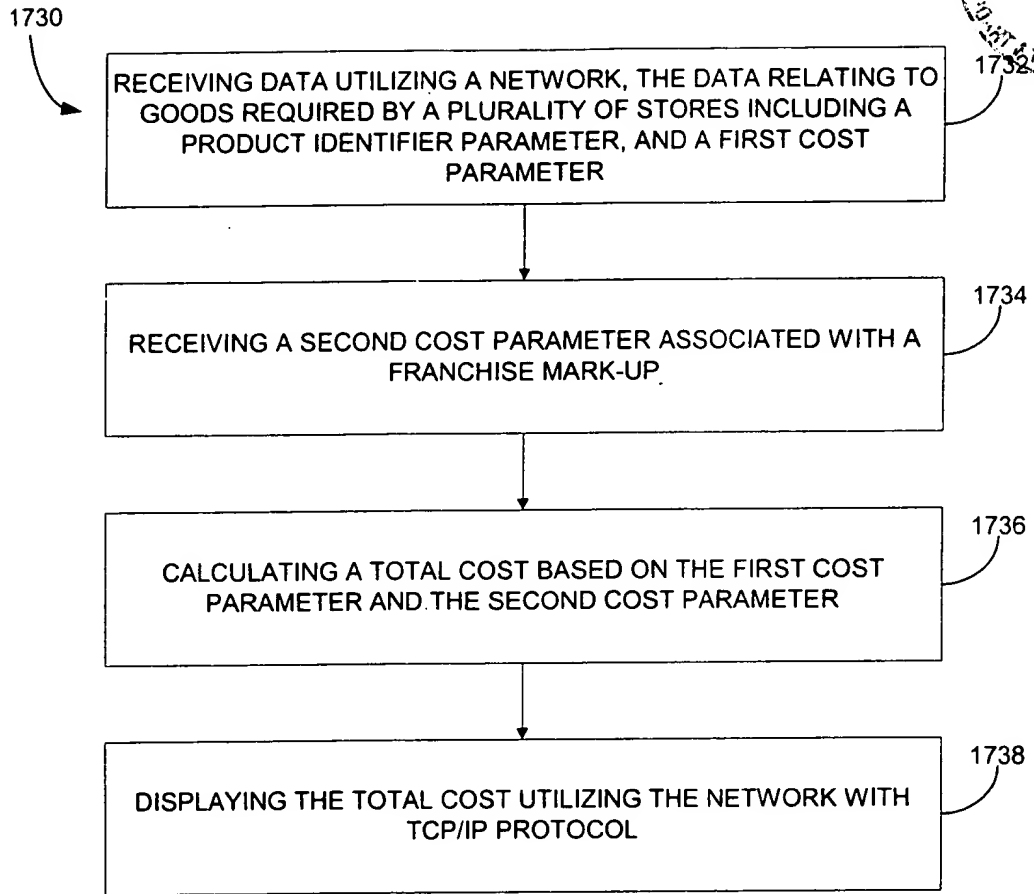 1730
1732
RECEIVING DATA UTILIZING A NETWORK, THE DATA RELATING TO
GOODS REQUIRED BY A PLURALITY OF STORES INCLUDING A
PRODUCT IDENTIFIER PARAMETER, AND A FIRST COST
PARAMETER
1734
RECEIVING A SECOND COST PARAMETER ASSOCIATED WITH A
FRANCHISE MARK-UP
1736
CALCULATING A TOTAL COST BASED ON THE FIRST COST
PARAMETER AND THE SECOND COST PARAMETER
1738
DISPLAYING THE TOTAL COST UTILIZING THE NETWORK WITH
TCP/IP PROTOCOL